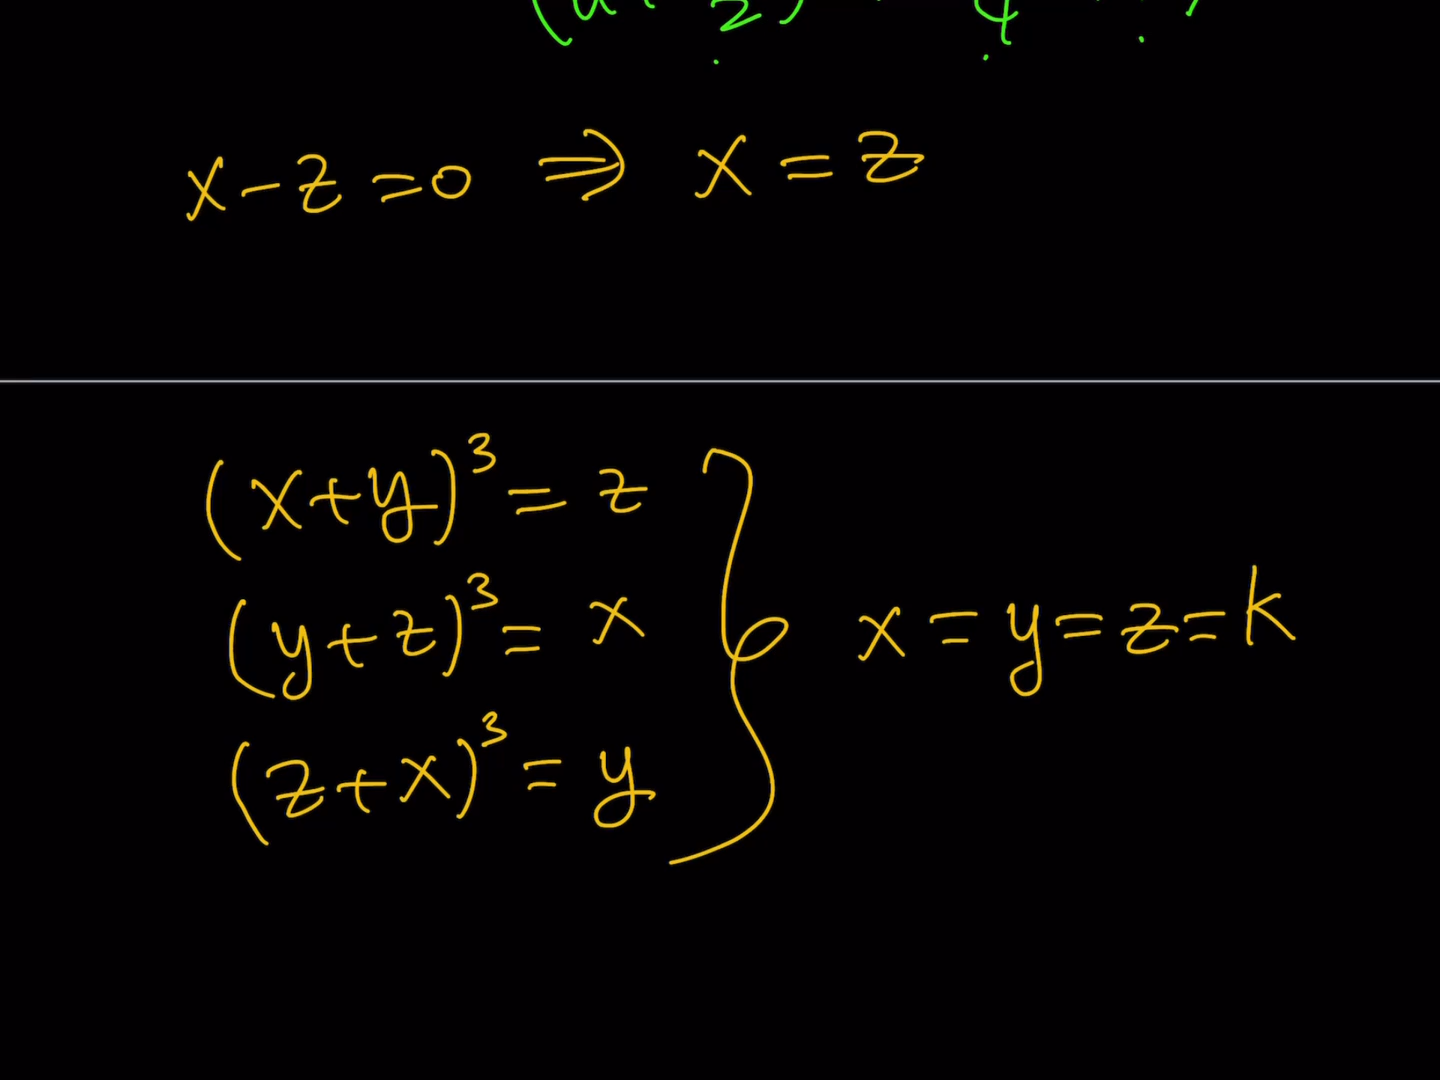 x-z=0 ⇒ x=z
(x+y)³=z
(y+z)³=x
x=y=z=k
(z+x)³=y